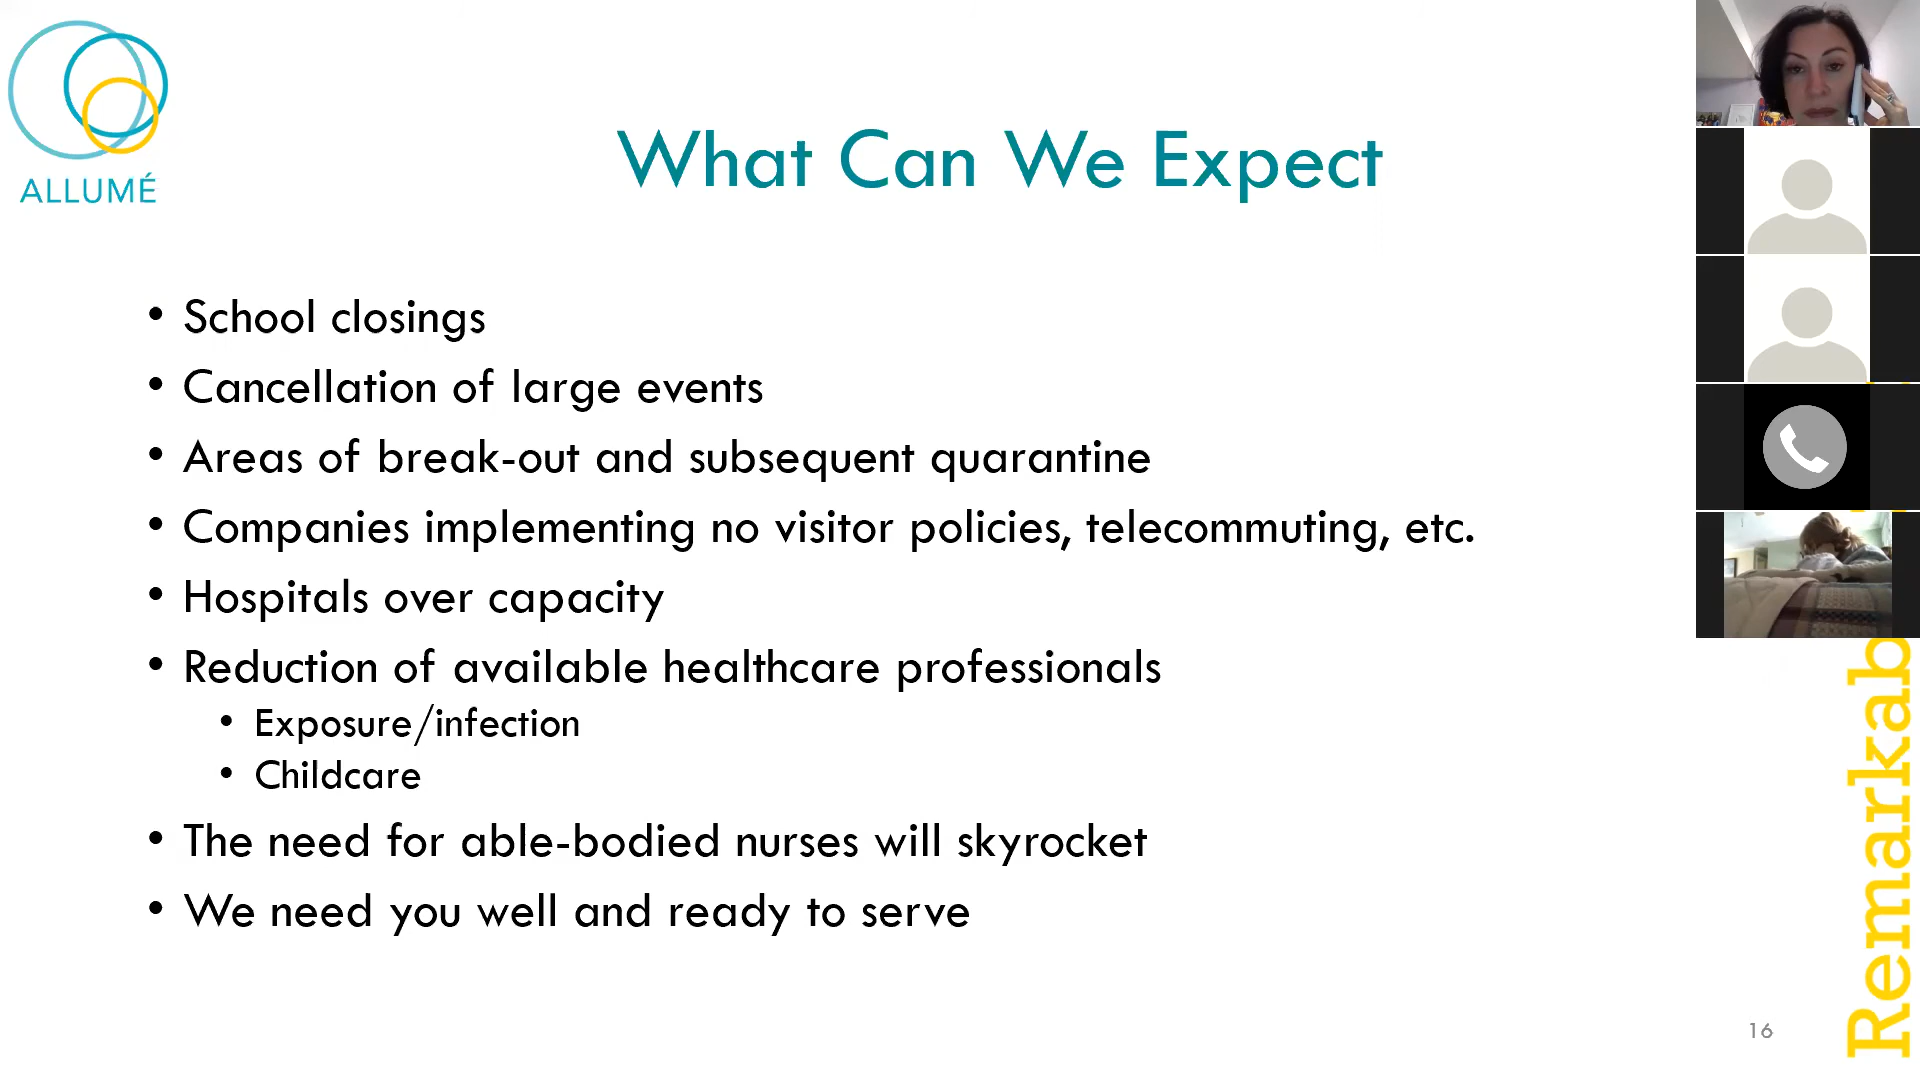 ALLUMÉ
What Can We Expect
• School closings
• Cancellation of large events
• Areas of break-out and subsequent quarantine
• Companies implementing no visitor policies, telecommuting, etc.
• Hospitals over capacity
• Reduction of available healthcare professionals
• Exposure/infection
• Childcare
• The need for able-bodied nurses will skyrocket
• We need you well and ready to serve
Remarkab
16